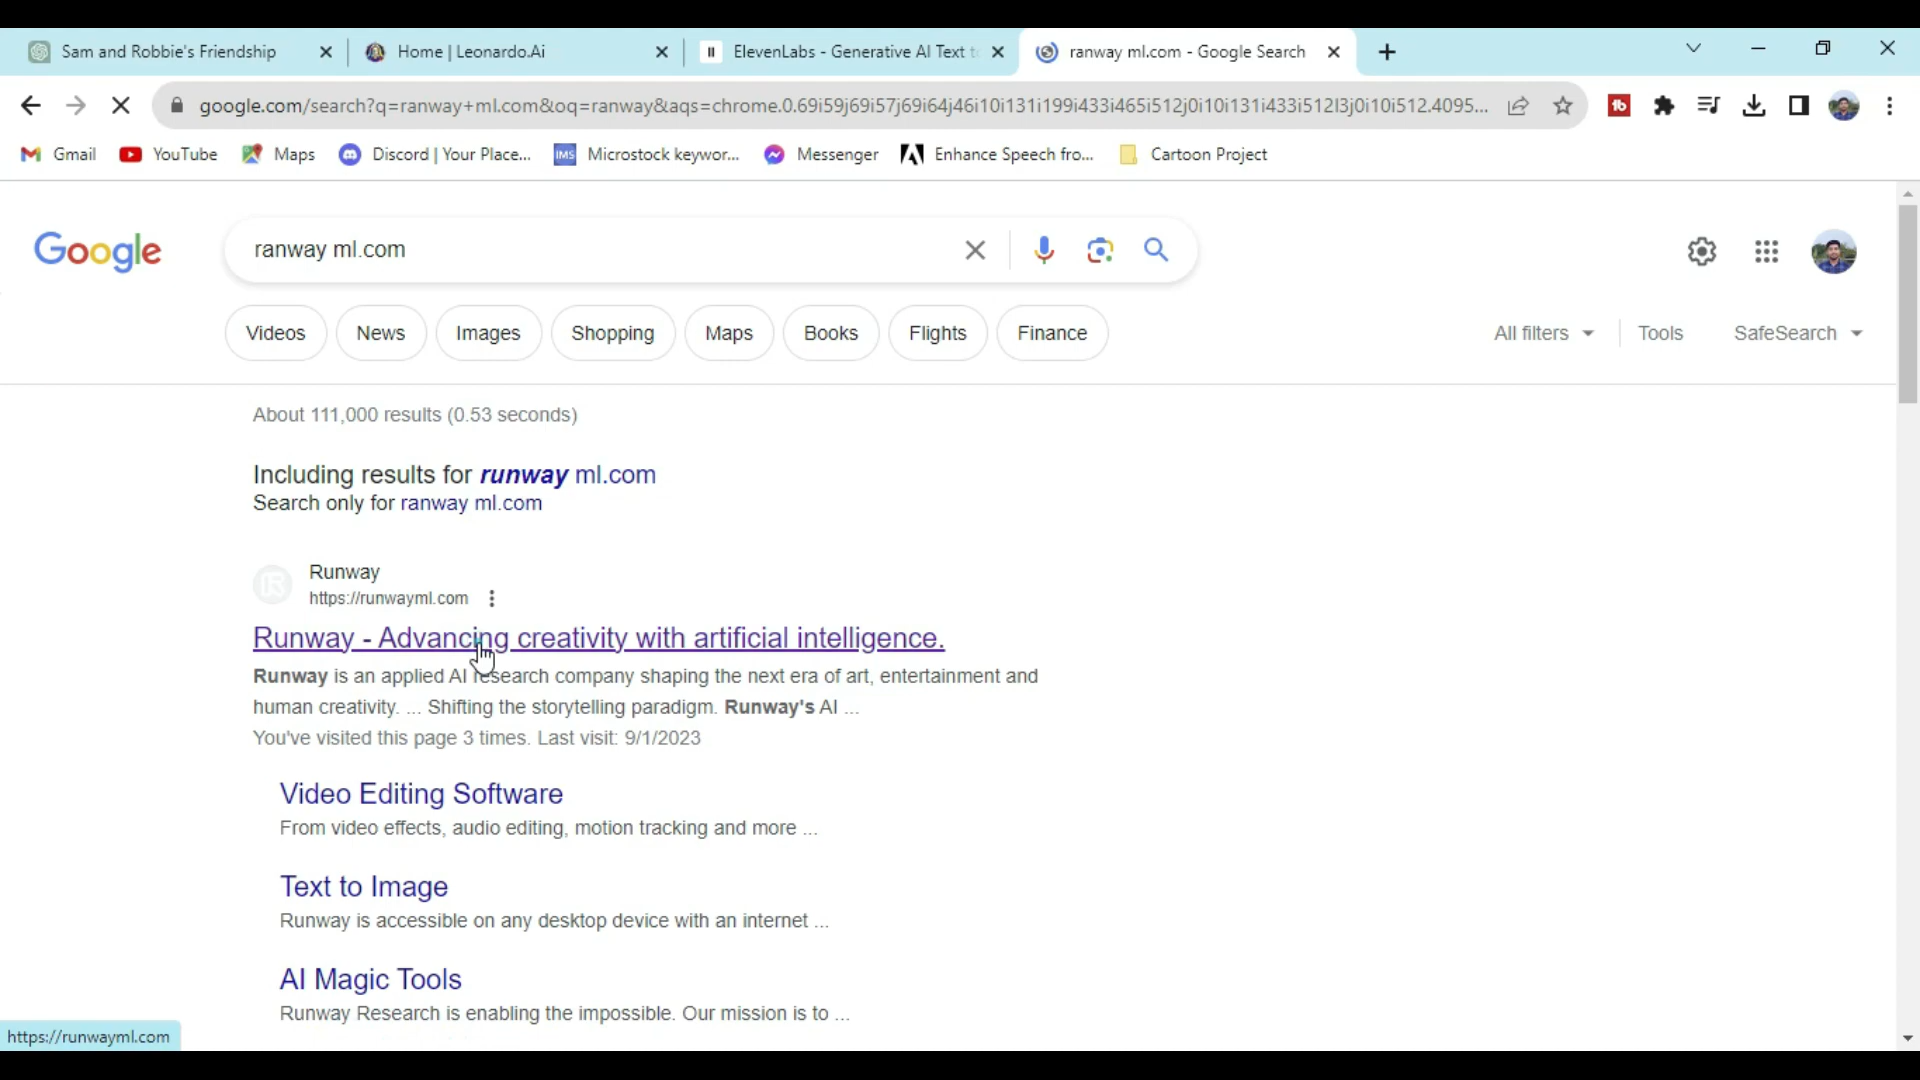 Sam and Robbie's Friendship
Home | Leonardo.Ai
ElevenLabs - Generative AI Text t
ranway ml.com - Google Search
google.com/search?q=ranway+ml.com&oq=ranway&aqs=chrome.0.69i59j69i57j69i64j46i10i131i199i433i465i512j0i10i131i433i512l3j0i10i512.4095...
Gmail
YouTube
Maps
Discord | Your Place...
IMS
Microstock keywor...
Messenger
Enhance Speech fro...
Cartoon Project
Google
ranway ml.com
Videos
News
Images
Shopping
Maps
Books
Flights
Finance
All filters
Tools
SafeSearch
About 111,000 results (0.53 seconds)
Including results for runway ml.com
Search only for ranway ml.com
Runway
https://runwayml.com
Runway - Advancing creativity with artificial intelligence.
Runway is an applied AI research company shaping the next era of art, entertainment and
human creativity. ... Shifting the storytelling paradigm. Runway's AI ...
You've visited this page 3 times. Last visit: 9/1/2023
Video Editing Software
From video effects, audio editing, motion tracking and more ...
Text to Image
Runway is accessible on any desktop device with an internet ...
AI Magic Tools
Runway Research is enabling the impossible. Our mission is to ...
https://runwayml.com